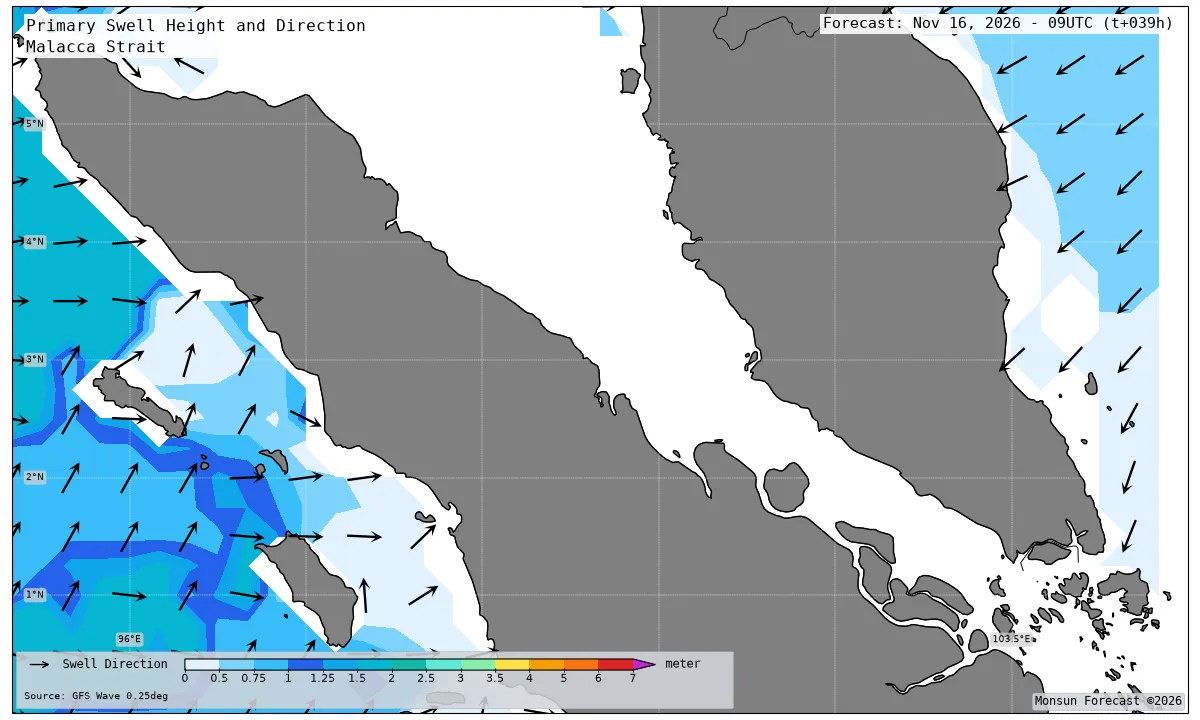 Primary Swell Height and Direction
Malacca Strait
Forecast: Nov 16, 2026 - 09UTC (t+039h)
5°N
4°N
3°N
2°N
1°N
96°E
103.5°E
Swell Direction
meter
0 0.5 0.75 1 1.25 1.5 2 2.5 3 3.5 4 5 6 7
Source: GFS Wave 0.25deg
Monsun Forecast ©2026